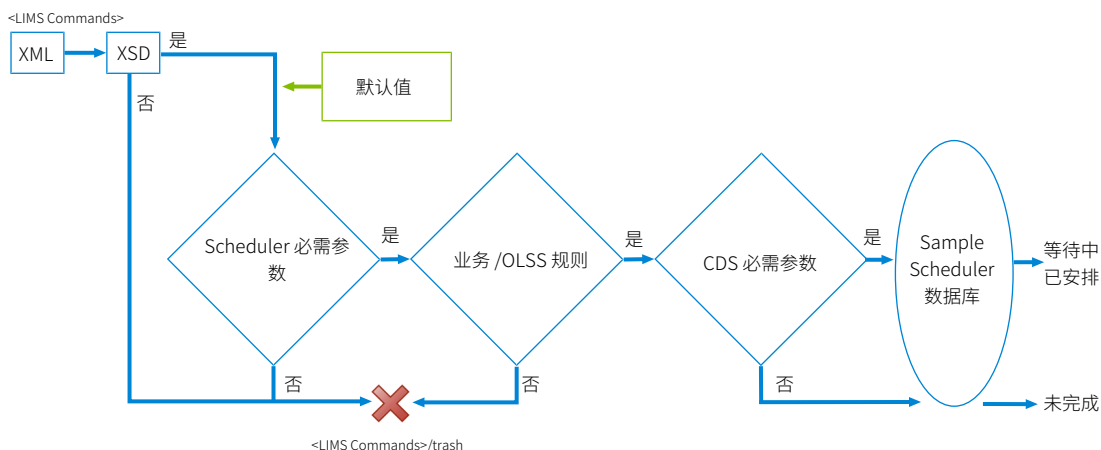 <LIMS Commands>
XML
XSD
是
否
默认值
Scheduler 必需参
数
是
否
业务 /OLSS 规则
是
否
CDS 必需参数
是
否
Sample
Scheduler
数据库
等待中
已安排
未完成
<LIMS Commands>/trash